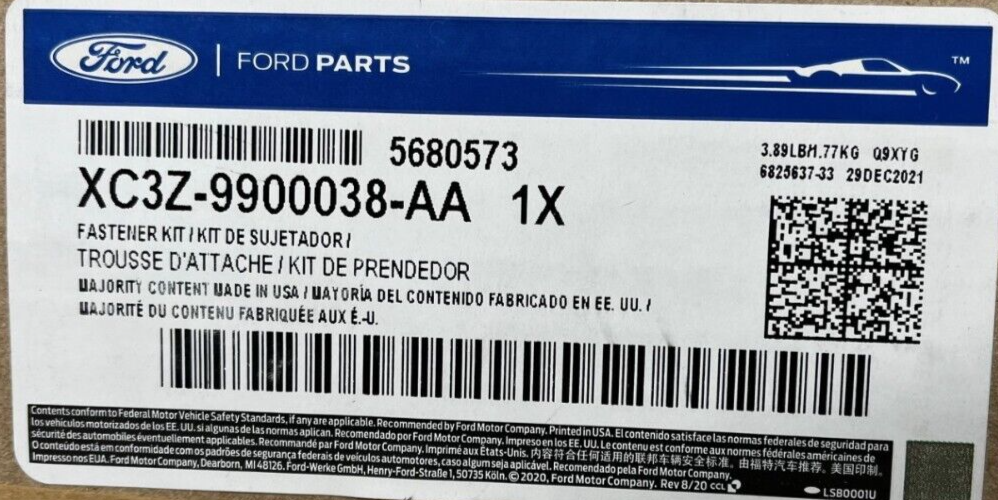 Ford | FORD PARTS
TM
5680573
XC3Z-9900038-AA 1X
3.89LB/1.77KG Q9XYG
6825637-33 29DEC2021
FASTENER KIT / KIT DE SUJETADOR /
TROUSSE D'ATTACHE / KIT DE PRENDEDOR
MAJORITY CONTENT MADE IN USA / MAYORÍA DEL CONTENIDO FABRICADO EN EE. UU. /
MAJORITÉ DU CONTENU FABRIQUÉE AUX É.-U.
Contents conform to Federal Motor Vehicle Safety Standards, if any are applicable. Recommended by Ford Motor Company. Printed in USA. El contenido satisface las normas federales de seguridad para
los vehículos motorizados de los EE. UU. si algunas de las normas aplican. Recomendado por Ford Motor Company. Impreso en los EE. UU. Le contenu est conforme aux normes fédérales américaines de
sécurité des automobiles éventuellement applicables. Recommandé par Ford Motor Company. Imprimé aux États-Unis. 内容符合任何适用的联邦车辆安全标准。由福特汽车推荐。美国印制。
O conteúdo está em conformidade com os padrões de segurança federais de veículos automotores, caso algum seja aplicável. Recomendado pela Ford Motor Company.
Impresso nos EUA. Ford Motor Company, Dearborn, MI 48126. Ford-Werke GmbH, Henry-Ford-Straße 1, 50735 Köln. © 2020, Ford Motor Company. Rev 8/20 CCL
LSB0001U